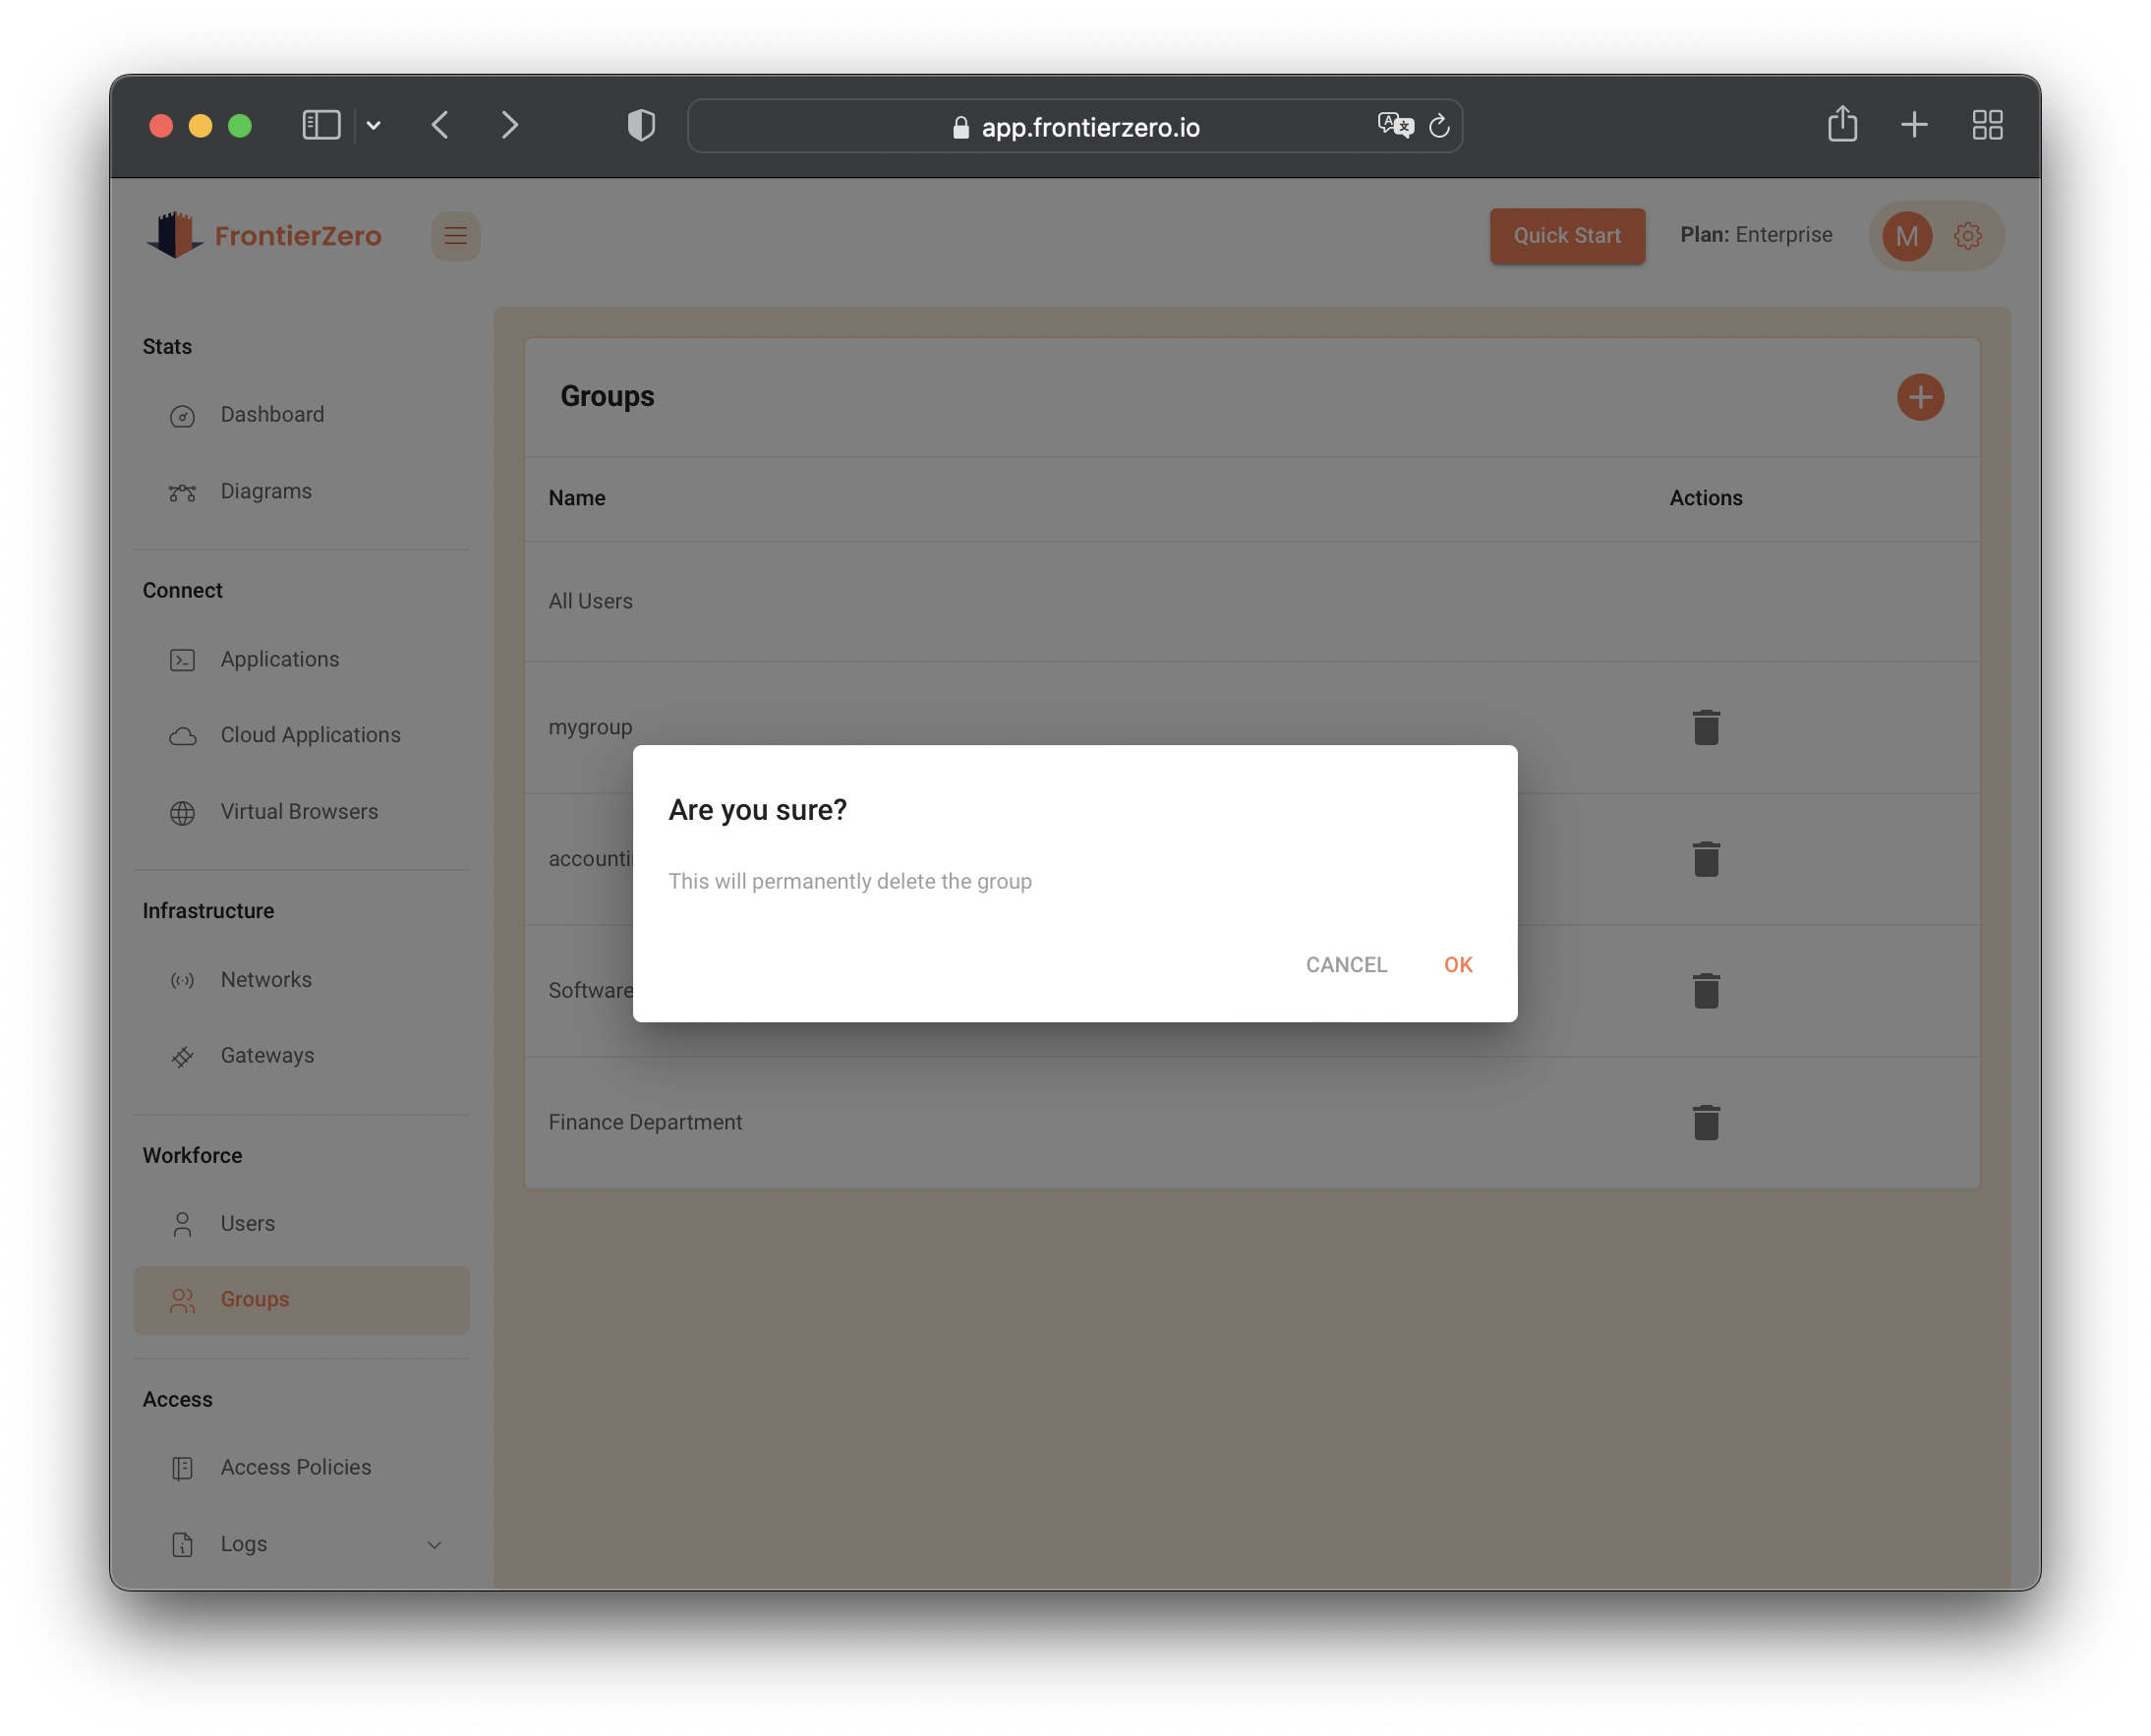 app.frontierzero.io
FrontierZero
Quick Start
Plan: Enterprise
M
Stats
Dashboard
Diagrams
Connect
Applications
Cloud Applications
Virtual Browsers
Infrastructure
Networks
Gateways
Workforce
Users
Groups
Access
Access Policies
Logs
Groups
Name Actions
All Users
mygroup
Software
Finance Department
Are you sure?
This will permanently delete the group
CANCEL OK